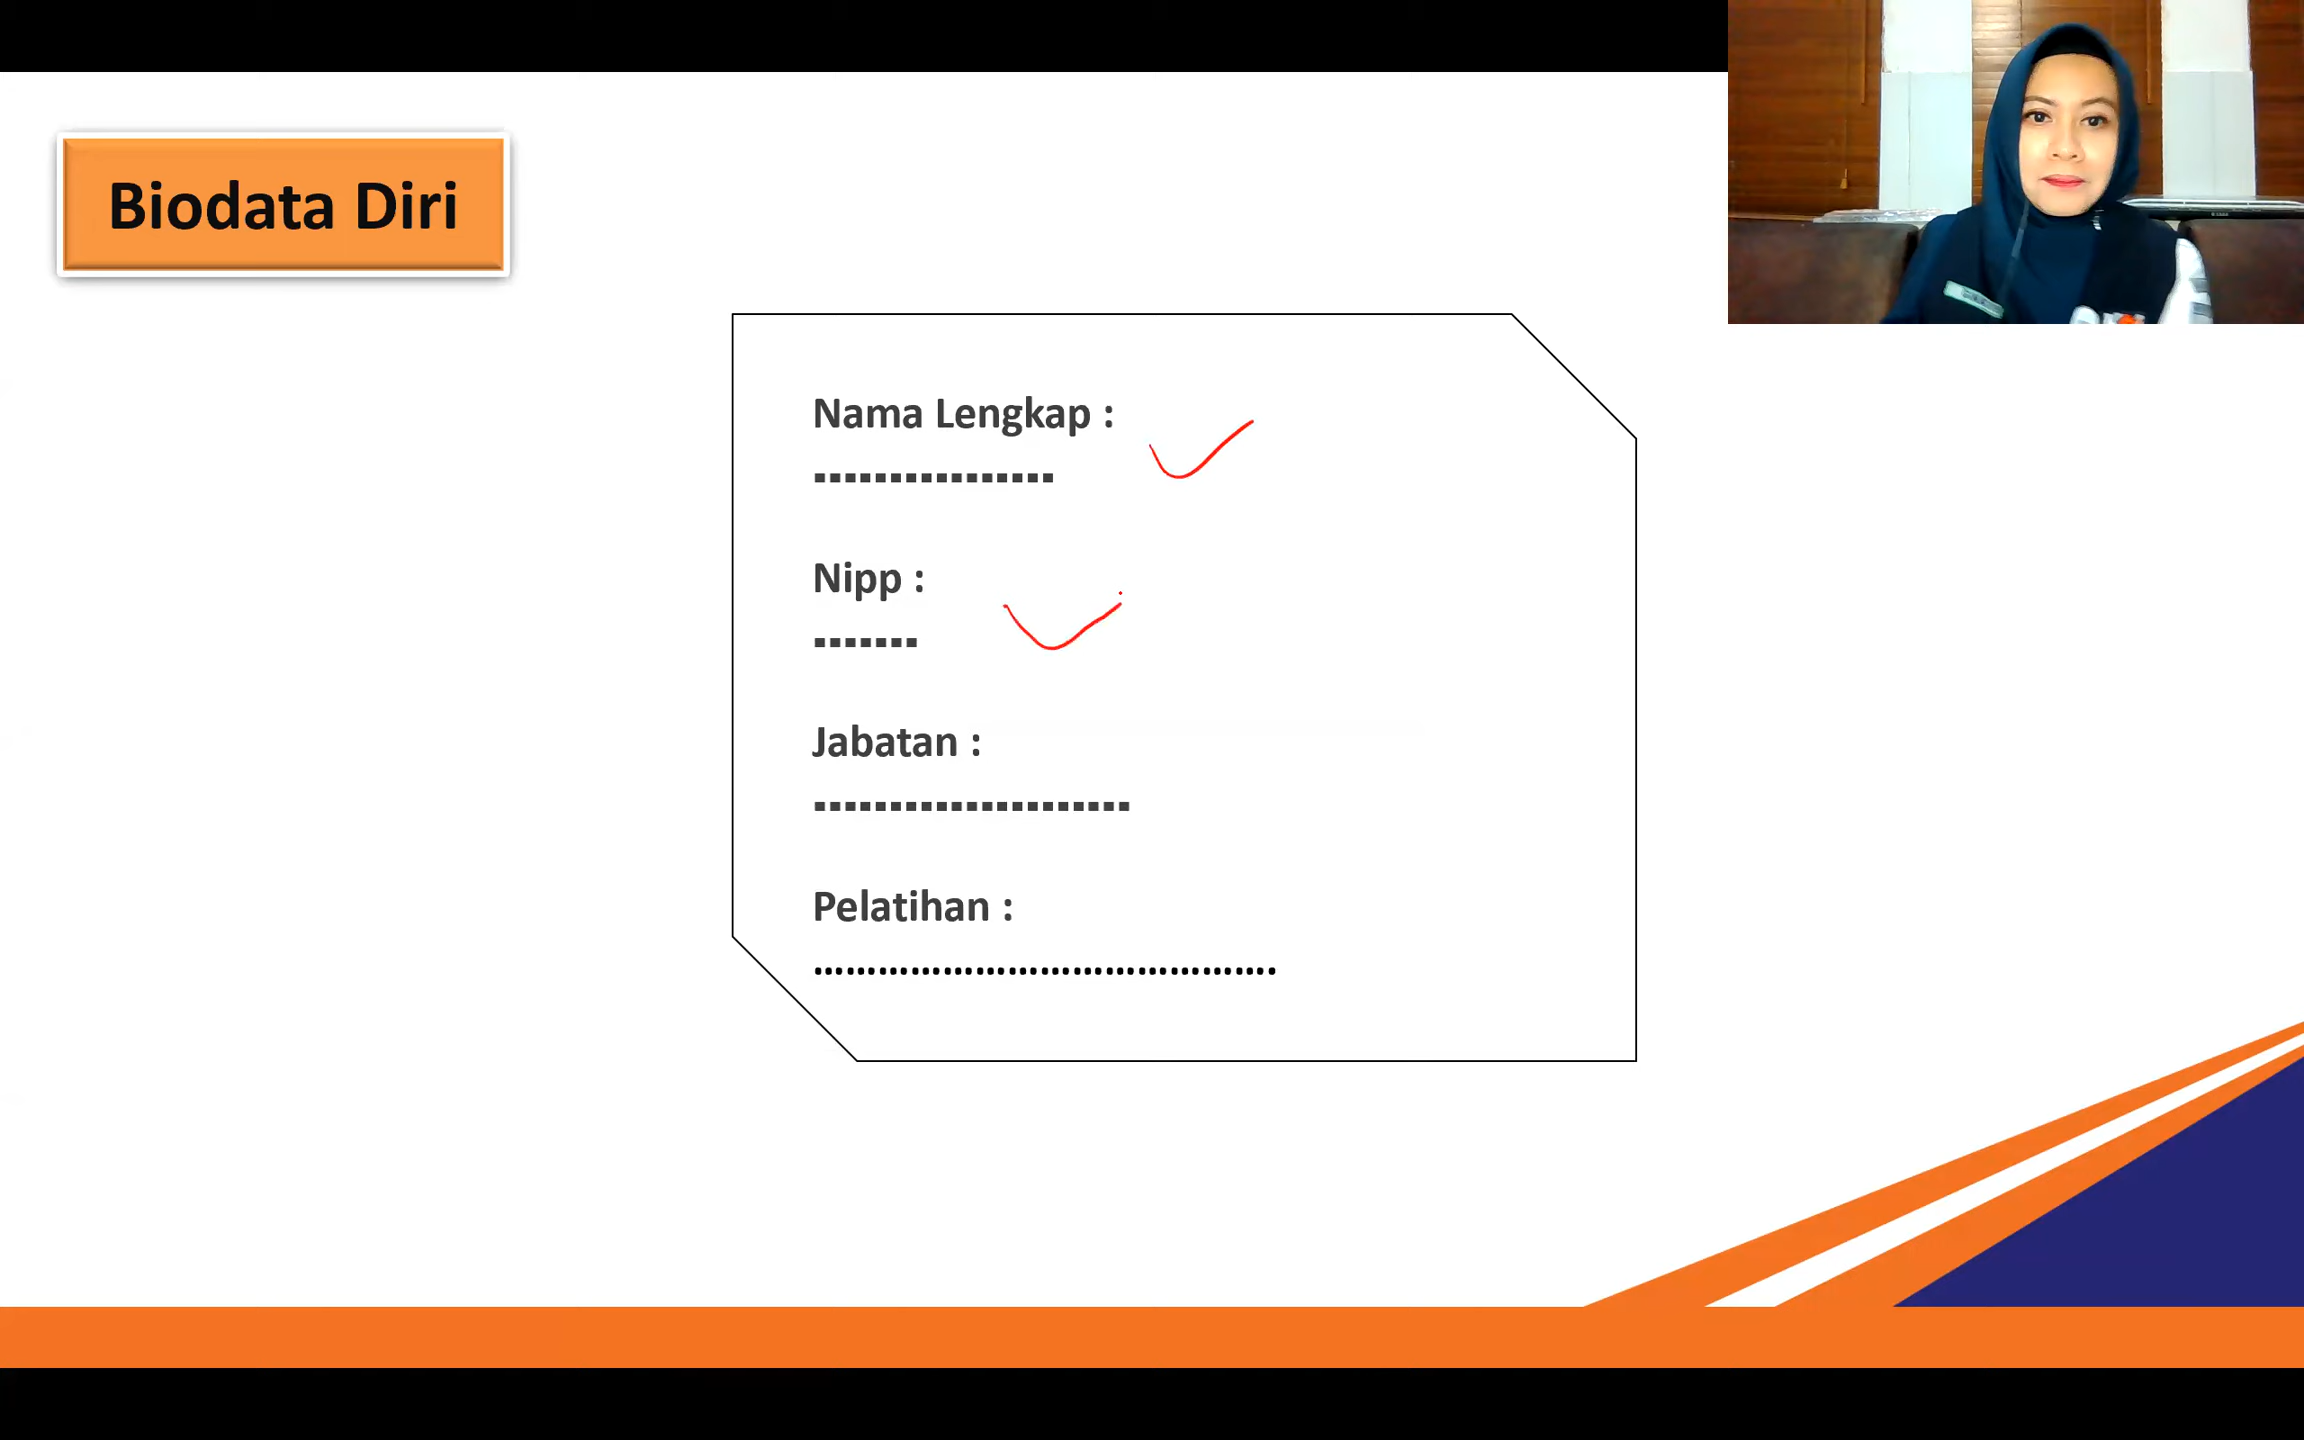 Biodata Diri
Nama Lengkap :
----------------
Nipp :
-------
Jabatan :
---------------------
Pelatihan :
............................................